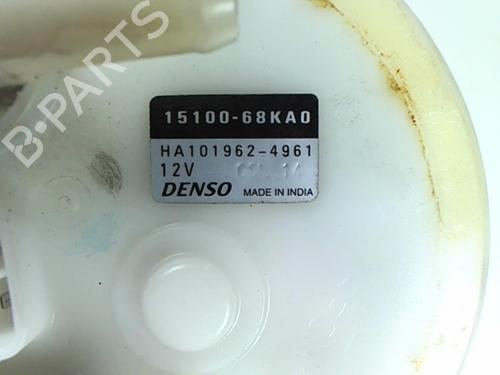 B-PARTS
15100-68KA0
HA101962-4961
12V
DENSO MADE IN INDIA